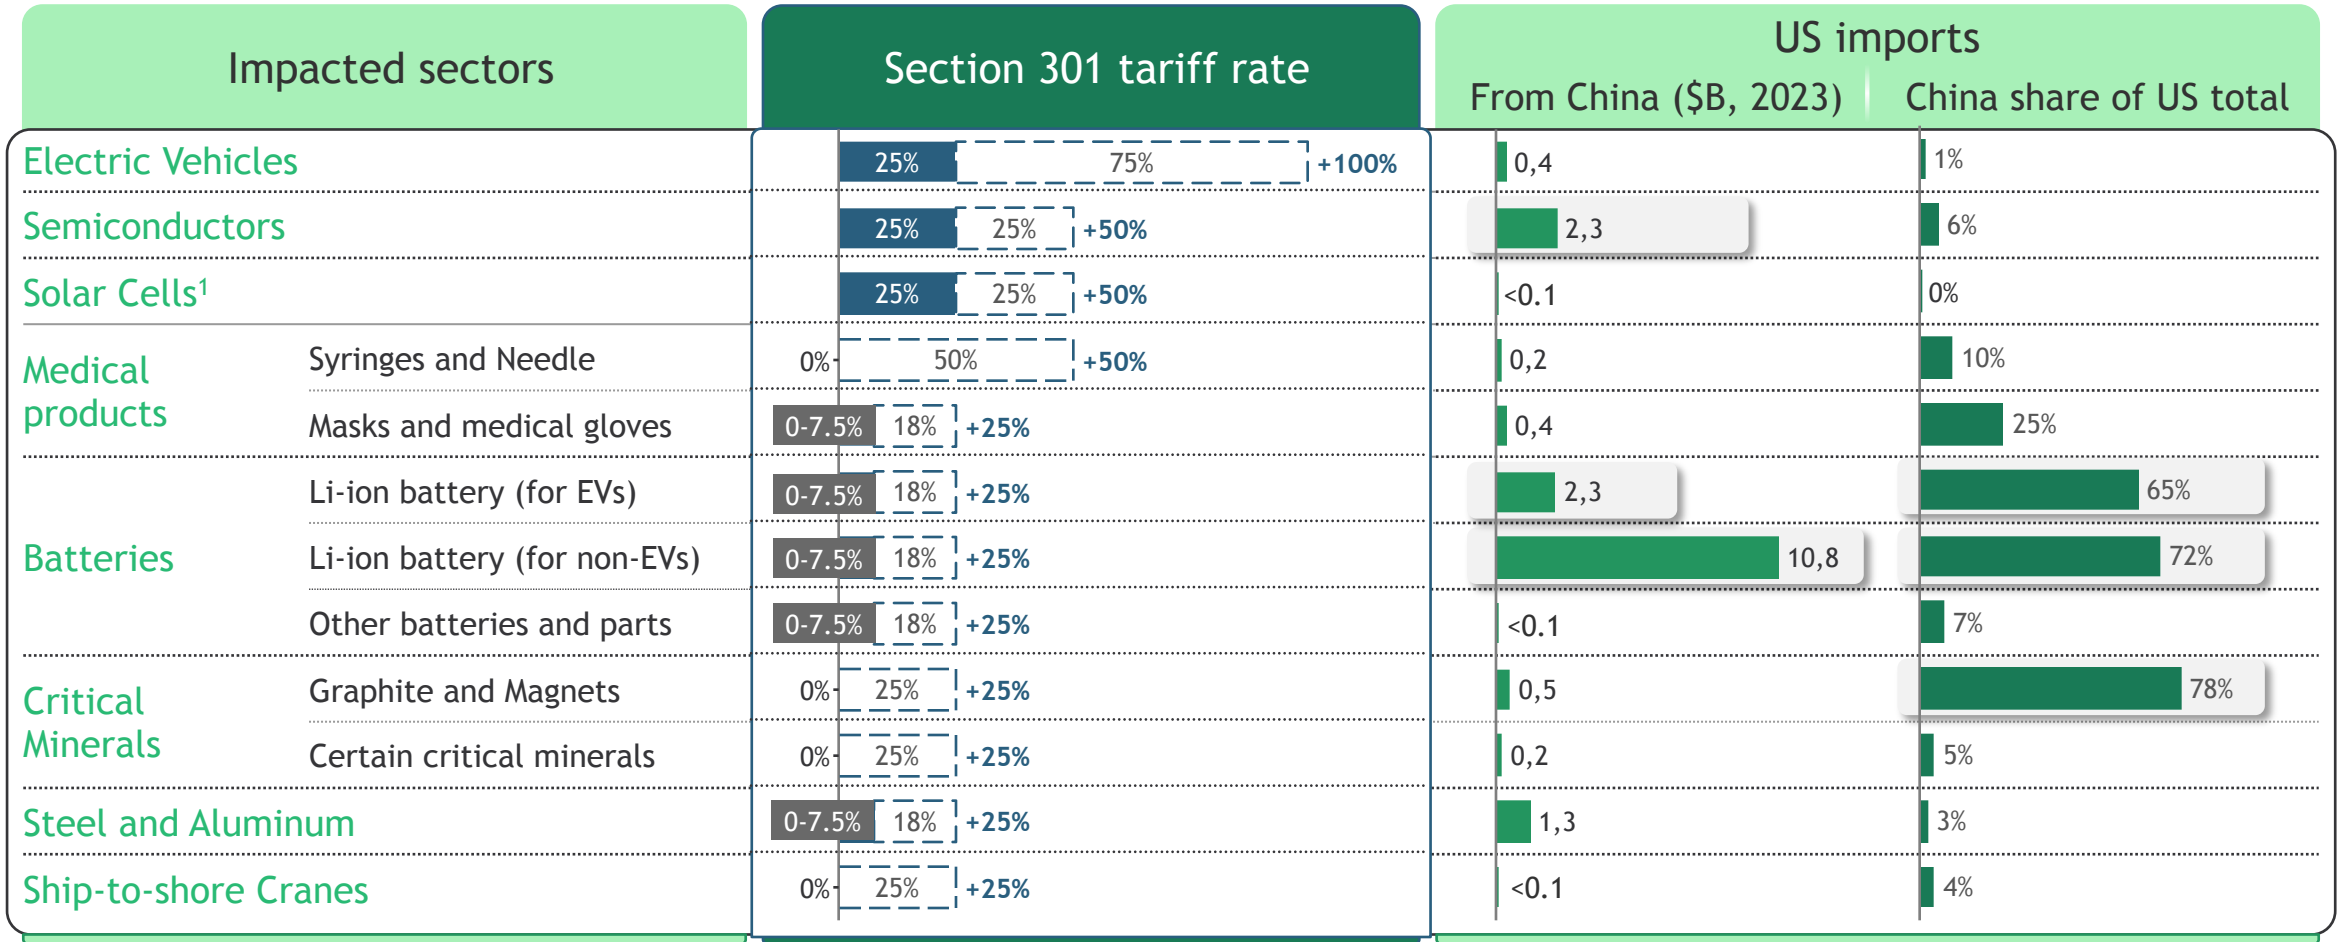 Impacted sectors
Section 301 tariff rate
US imports
From China ($B, 2023)
China share of US total
Electric Vehicles
25%
75%
+100%
0,4
1%
Semiconductors
25%
25%
+50%
2,3
6%
Solar Cells¹
25%
25%
+50%
<0.1
0%
Medical
products
Syringes and Needle
0%
50%
+50%
0,2
10%
Masks and medical gloves
0-7.5%
18%
+25%
0,4
25%
Batteries
Li-ion battery (for EVs)
0-7.5%
18%
+25%
2,3
65%
Li-ion battery (for non-EVs)
0-7.5%
18%
+25%
10,8
72%
Other batteries and parts
0-7.5%
18%
+25%
<0.1
7%
Critical
Minerals
Graphite and Magnets
0%
25%
+25%
0,5
78%
Certain critical minerals
0%
25%
+25%
0,2
5%
Steel and Aluminum
0-7.5%
18%
+25%
1,3
3%
Ship-to-shore Cranes
0%
25%
+25%
<0.1
4%